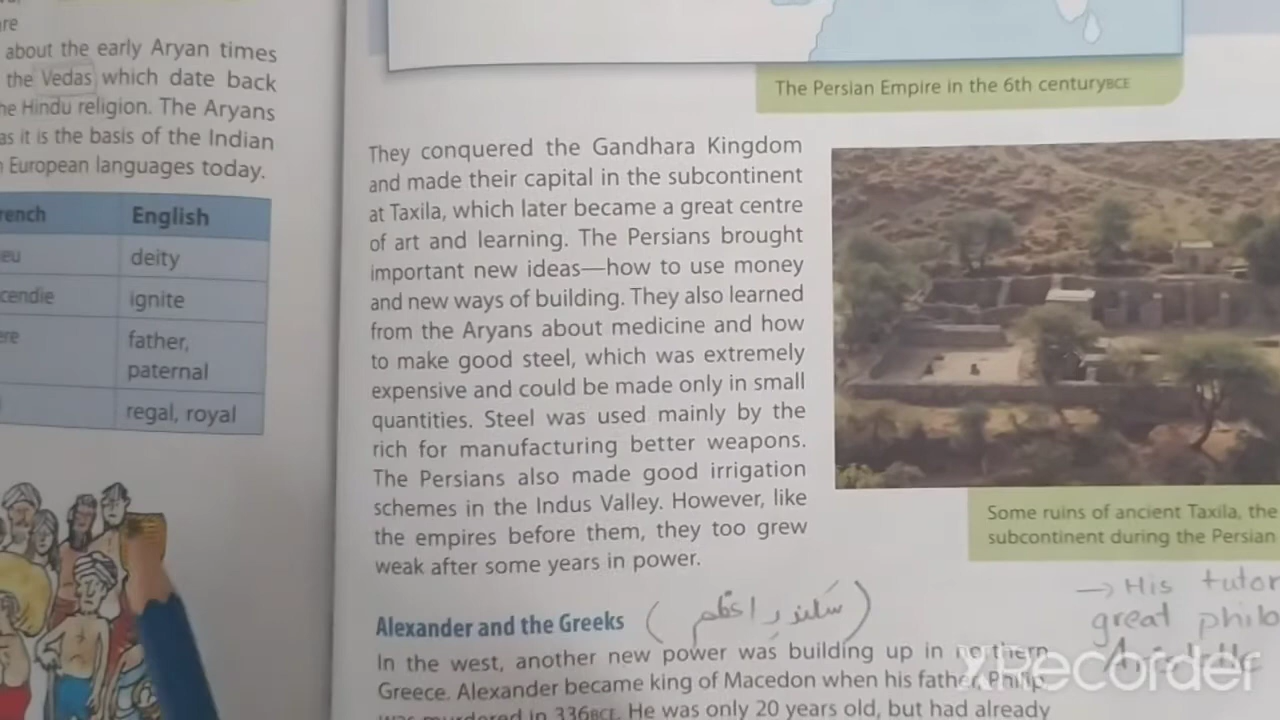 about the early Aryan times
the Vedas which date back
Hindu religion. The Aryans
as it is the basis of the Indian
European languages today.
English
deity
ignite
father,
paternal
regal, royal
The Persian Empire in the 6th centuryBCE
They conquered the Gandhara Kingdom
and made their capital in the subcontinent
at Taxila, which later became a great centre
of art and learning. The Persians brought
important new ideas—how to use money
and new ways of building. They also learned
from the Aryans about medicine and how
to make good steel, which was extremely
expensive and could be made only in small
quantities. Steel was used mainly by the
rich for manufacturing better weapons.
The Persians also made good irrigation
schemes in the Indus Valley. However, like
the empires before them, they too grew
weak after some years in power.
Some ruins of ancient Taxila, the
subcontinent during the Persian
Alexander and the Greeks
In the west, another new power was building up in northern
Greece. Alexander became king of Macedon when his father, Philip,
was murdered in 336BCE. He was only 20 years old, but had already
→ His tutor
great
XRecorder